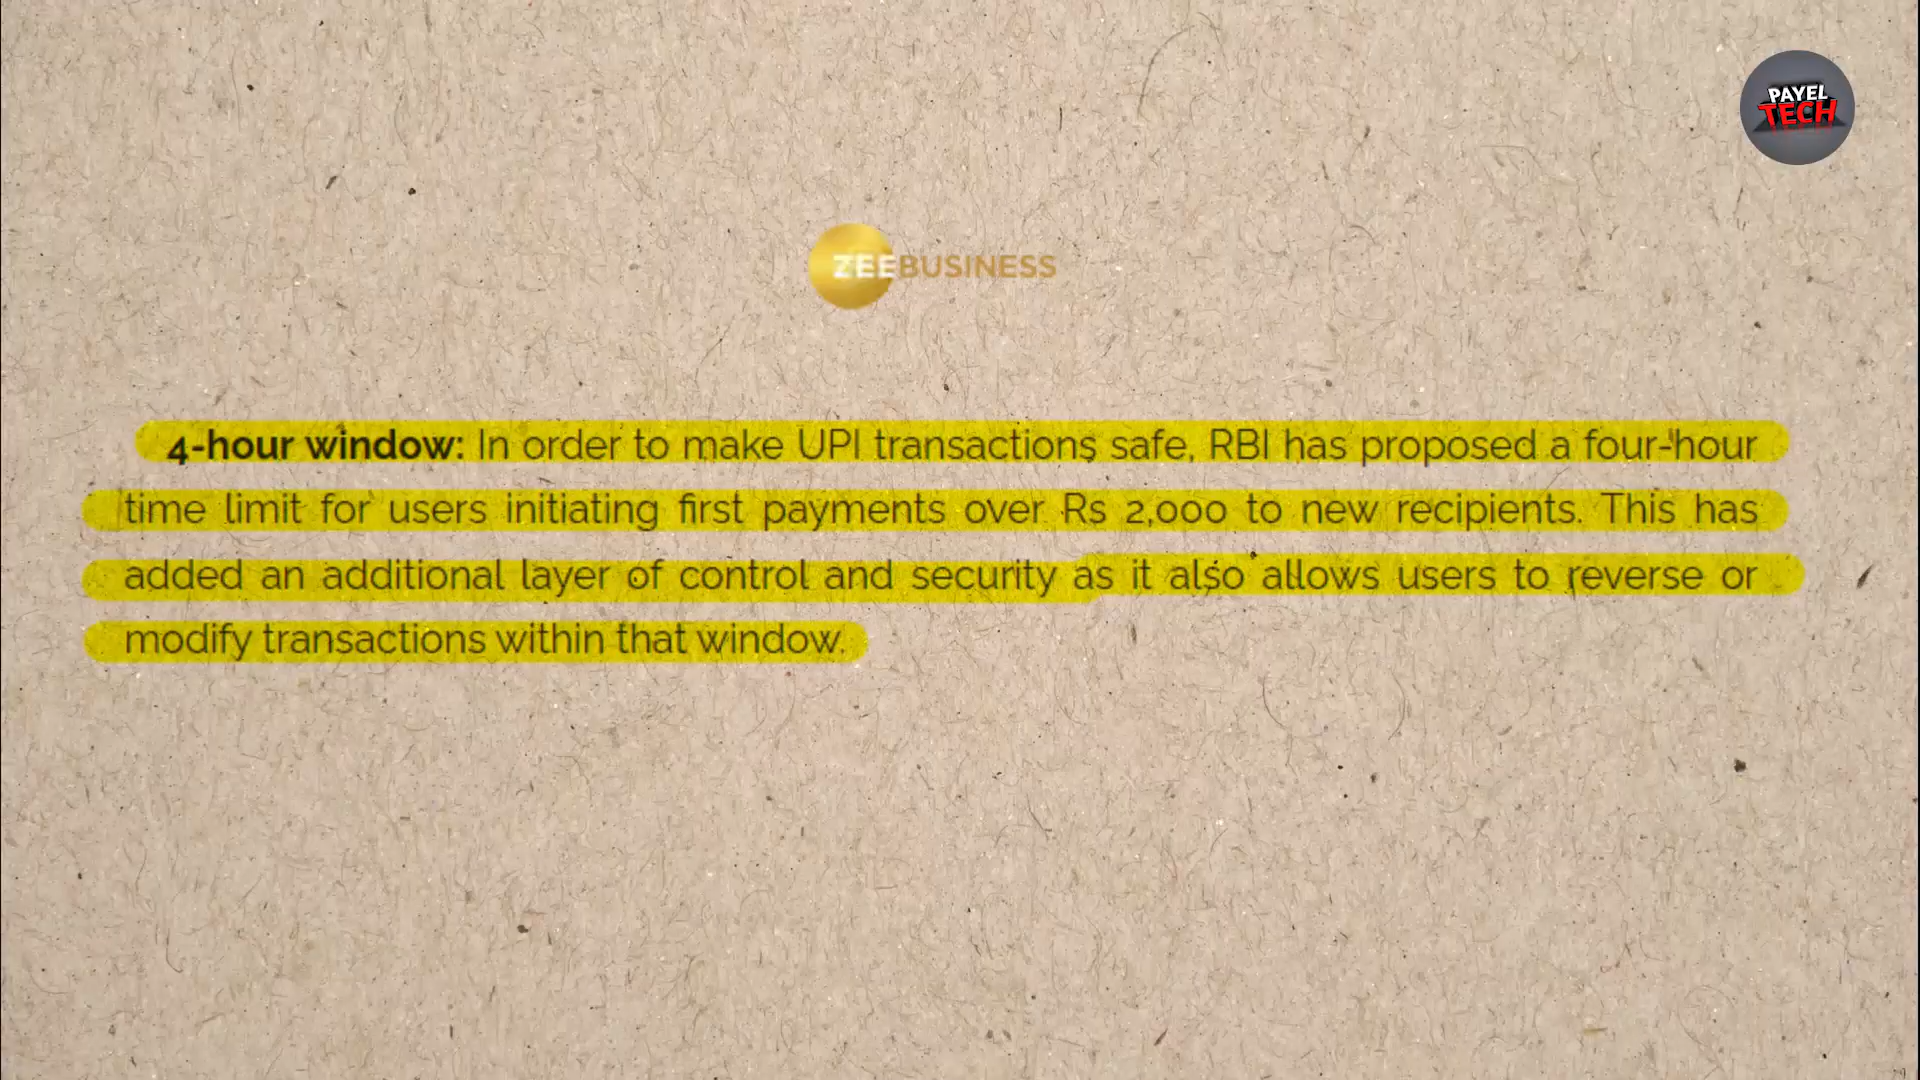 PAYEL
TECH
ZEEBUSINESS
4-hour window: In order to make UPI transactions safe, RBI has proposed a four-hour
time limit for users initiating first payments over Rs 2,000 to new recipients. This has
added an additional layer of control and security as it also allows users to reverse or
modify transactions within that window.